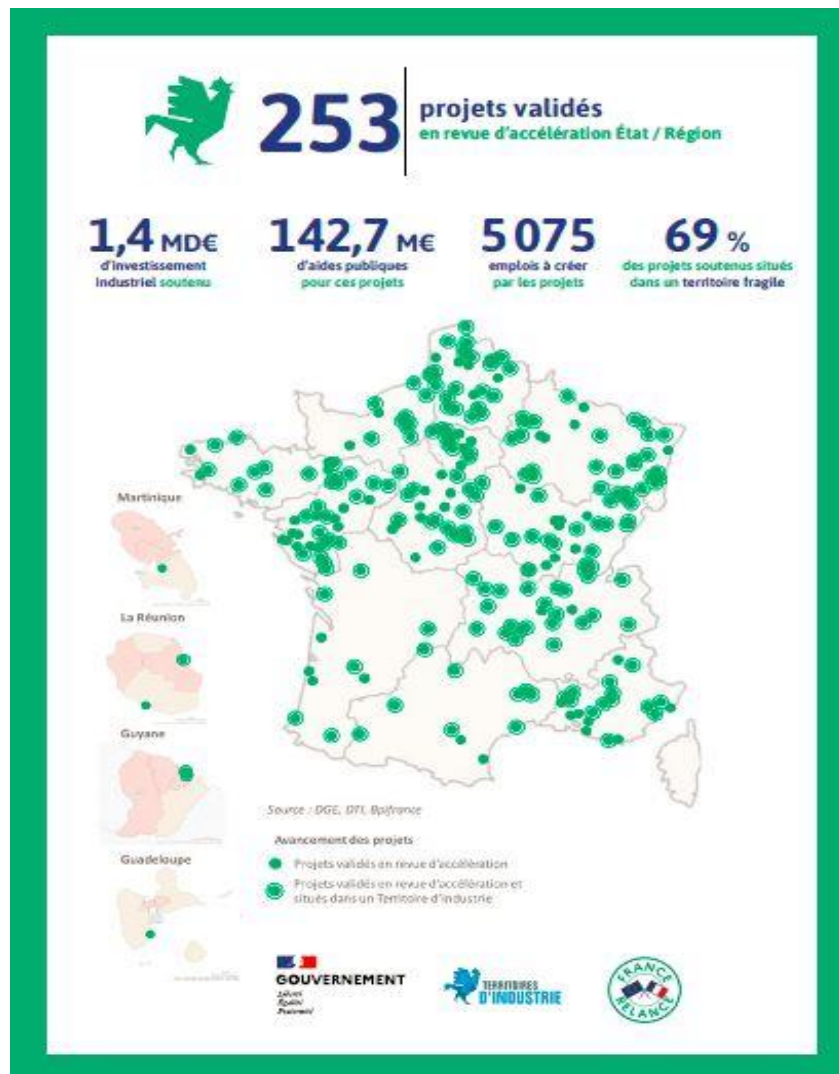 253
projets validés
en revue d'accélération État / Région
1,4 MD€
d'investissement
industriel soutenu
142,7 M€
d'aides publiques
pour ces projets
5 075
emplois à créer
par les projets
69 %
des projets soutenus situés
dans un territoire fragile
Martinique
La Réunion
Guyane
Guadeloupe
Source : DGE, DTI, Bpifrance
Avancement des projets
Projets validés en revue d'accélération
Projets validés en revue d'accélération et
situés dans un Territoire d'industrie
GOUVERNEMENT
Liberté
Égalité
Fraternité
TERRITOIRES
D'INDUSTRIE
FRANCE
RELANCE